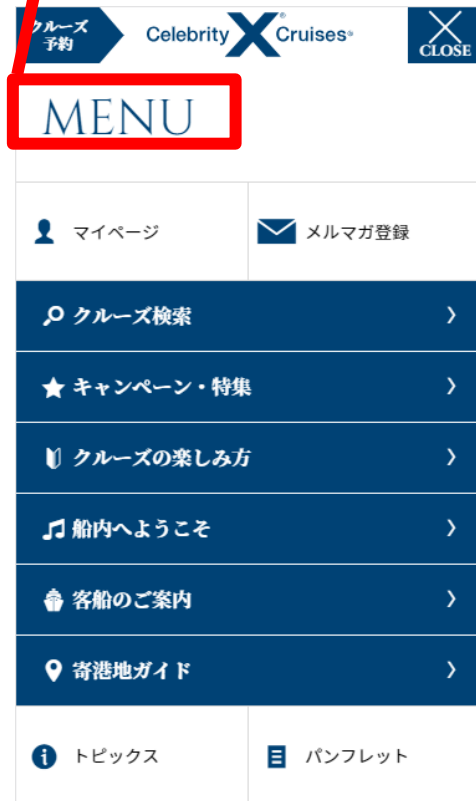 クルーズ
予約
Celebrity X Cruises®
CLOSE
MENU
マイページ
メルマガ登録
クルーズ検索
キャンペーン・特集
クルーズの楽しみ方
船内へようこそ
客船のご案内
寄港地ガイド
トピックス
パンフレット